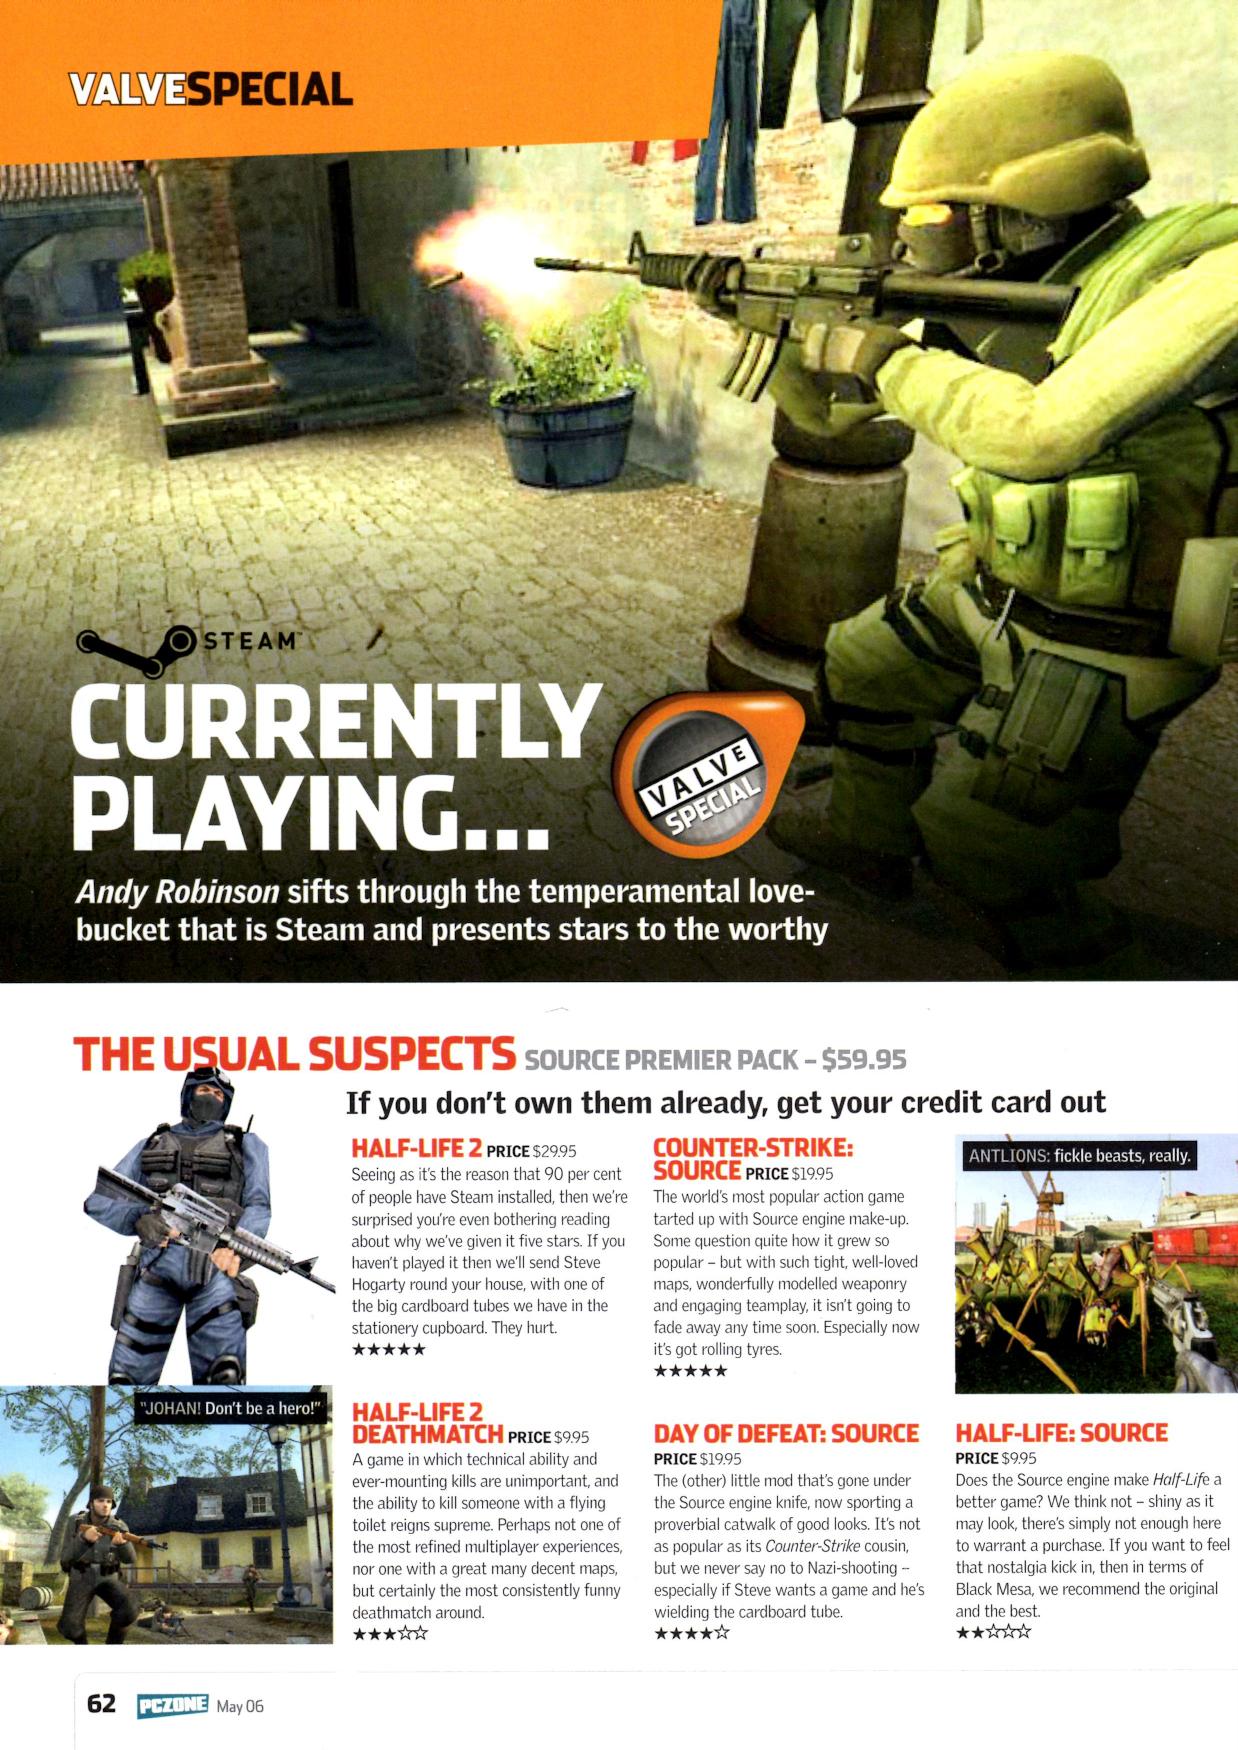 VALVESPECIAL
STEAM™
CURRENTLY
PLAYING...
VALVE
SPECIAL
Andy Robinson sifts through the temperamental love-
bucket that is Steam and presents stars to the worthy
THE USUAL SUSPECTS SOURCE PREMIER PACK – $59.95
If you don't own them already, get your credit card out
HALF-LIFE 2 PRICE $29.95
Seeing as it's the reason that 90 per cent
of people have Steam installed, then we're
surprised you're even bothering reading
about why we've given it five stars. If you
haven't played it then we'll send Steve
Hogarty round your house, with one of
the big cardboard tubes we have in the
stationery cupboard. They hurt.
★★★★★
COUNTER-STRIKE:
SOURCE PRICE $19.95
The world's most popular action game
tarted up with Source engine make-up.
Some question quite how it grew so
popular – but with such tight, well-loved
maps, wonderfully modelled weaponry
and engaging teamplay, it isn't going to
fade away any time soon. Especially now
it's got rolling tyres.
★★★★★
ANTLIONS: fickle beasts, really.
"JOHAN! Don't be a hero!"
HALF-LIFE 2
DEATHMATCH PRICE $9.95
A game in which technical ability and
ever-mounting kills are unimportant, and
the ability to kill someone with a flying
toilet reigns supreme. Perhaps not one of
the most refined multiplayer experiences,
nor one with a great many decent maps,
but certainly the most consistently funny
deathmatch around.
★★★☆☆
DAY OF DEFEAT: SOURCE
PRICE $19.95
The (other) little mod that's gone under
the Source engine knife, now sporting a
proverbial catwalk of good looks. It's not
as popular as its Counter-Strike cousin,
but we never say no to Nazi-shooting –
especially if Steve wants a game and he's
wielding the cardboard tube.
★★★★☆
HALF-LIFE: SOURCE
PRICE $9.95
Does the Source engine make Half-Life a
better game? We think not – shiny as it
may look, there's simply not enough here
to warrant a purchase. If you want to feel
that nostalgia kick in, then in terms of
Black Mesa, we recommend the original
and the best.
★★☆☆☆
62 PCZONE May 06